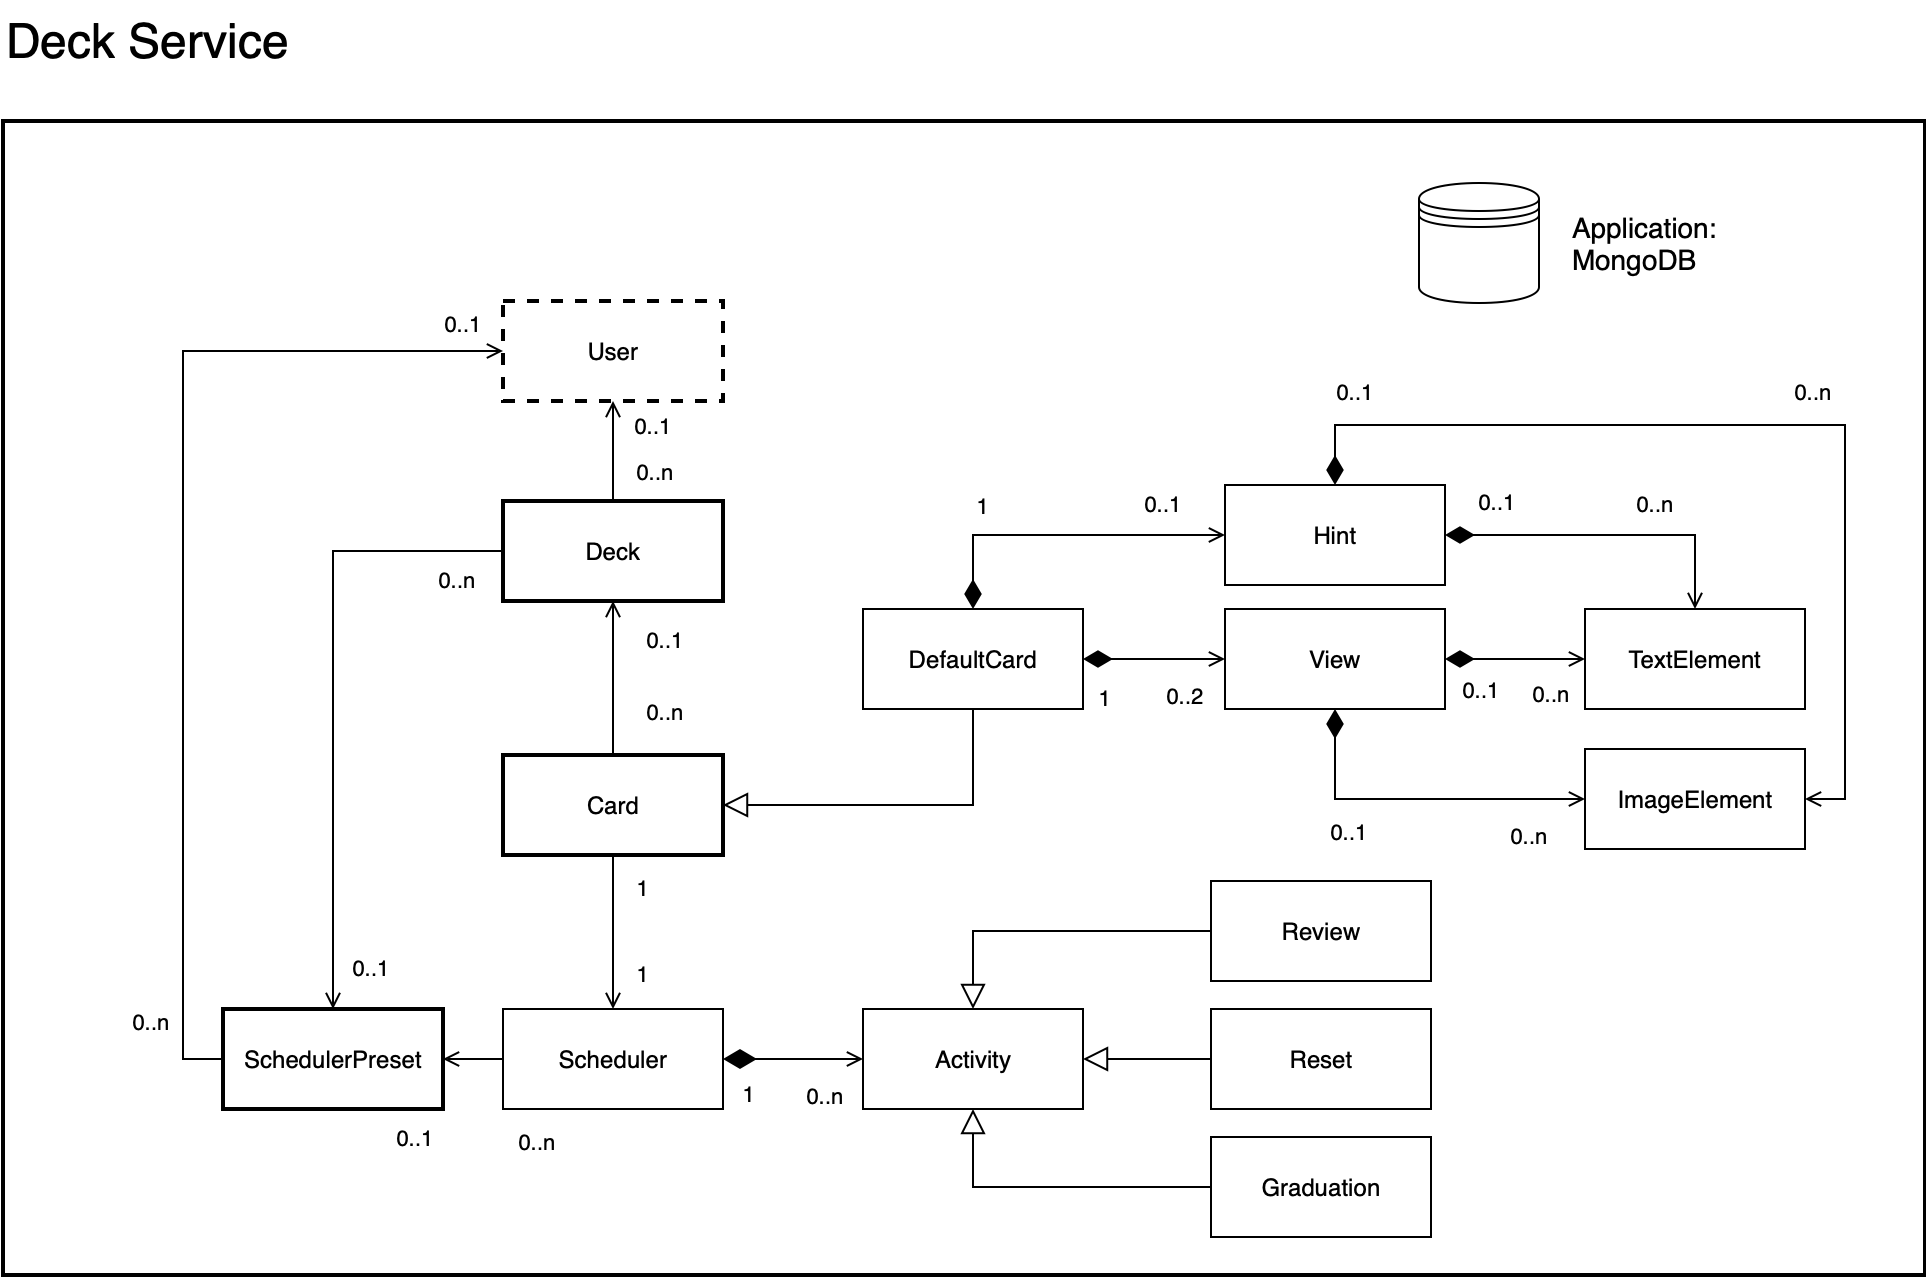 Deck Service
Application:
MongoDB
0..1
User
0..1
0..n
0..1
0..n
Deck
0..n
1
0..1
Hint
0..1
0..n
0..1
0..n
DefaultCard
1
0..2
View
0..1
0..n
TextElement
Card
0..1
0..n
ImageElement
1
1
Review
0..1
0..n
SchedulerPreset
Scheduler
Activity
Reset
1
0..n
0..1
0..n
Graduation